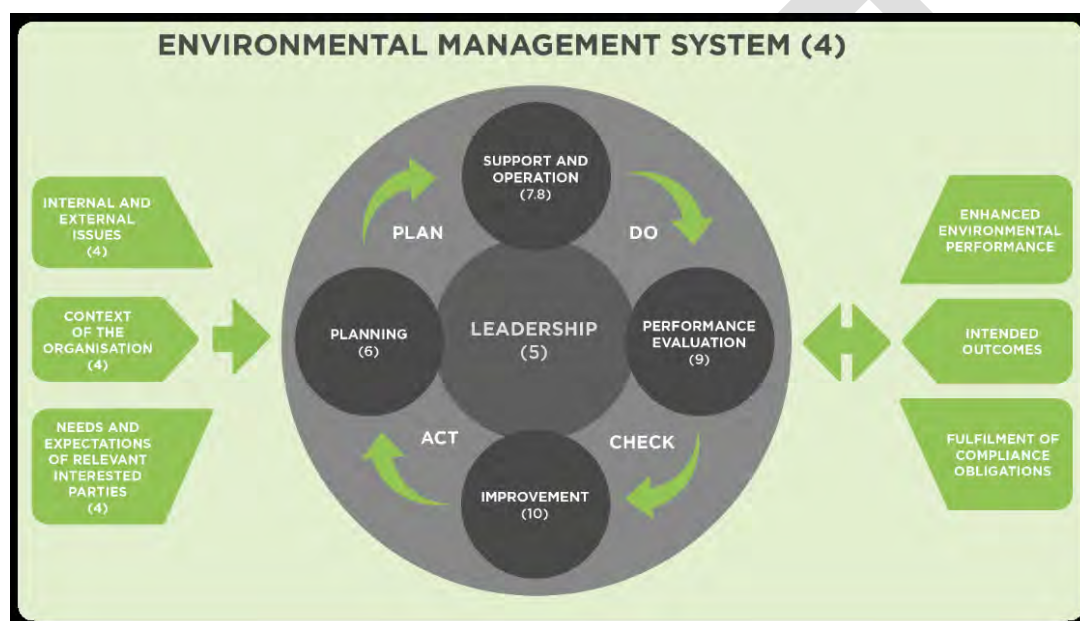 ENVIRONMENTAL MANAGEMENT SYSTEM (4)
INTERNAL AND
EXTERNAL
ISSUES
(4)
CONTEXT
OF THE
ORGANISATION
(4)
NEEDS AND
EXPECTATIONS
OF RELEVANT
INTERESTED
PARTIES
(4)
SUPPORT AND
OPERATION
(7.8)
PLAN
DO
PLANNING
(6)
LEADERSHIP
(5)
PERFORMANCE
EVALUATION
(9)
ACT
CHECK
IMPROVEMENT
(10)
ENHANCED
ENVIRONMENTAL
PERFORMANCE
INTENDED
OUTCOMES
FULFILMENT OF
COMPLIANCE
OBLIGATIONS